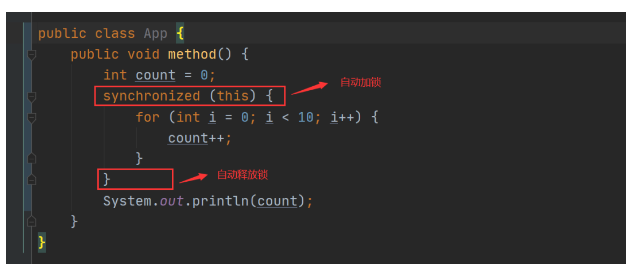 public class App {
public void method() {
int count = 0;
synchronized (this) { 自动加锁
for (int i = 0; i < 10; i++) {
count++;
}
} 自动释放锁
System.out.println(count);
}
}